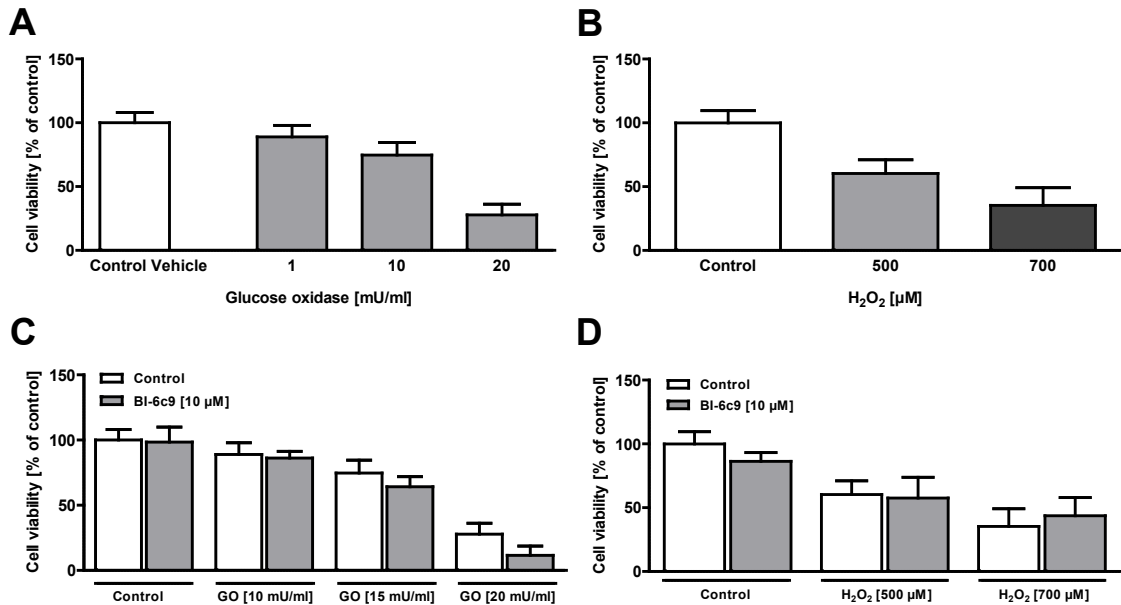 A
Cell viability [% of control]
150
100
50
0
Control Vehicle
1
10
20
Glucose oxidase [mU/ml]
B
Cell viability [% of control]
150
100
50
0
Control
500
700
H₂O₂ [µM]
C
Cell viability [% of control]
150
100
50
0
Control
BI-6c9 [10 µM]
Control
GO [10 mU/ml]
GO [15 mU/ml]
GO [20 mU/ml]
D
Cell viability [% of control]
150
100
50
0
Control
BI-6c9 [10 µM]
Control
H₂O₂ [500 µM]
H₂O₂ [700 µM]